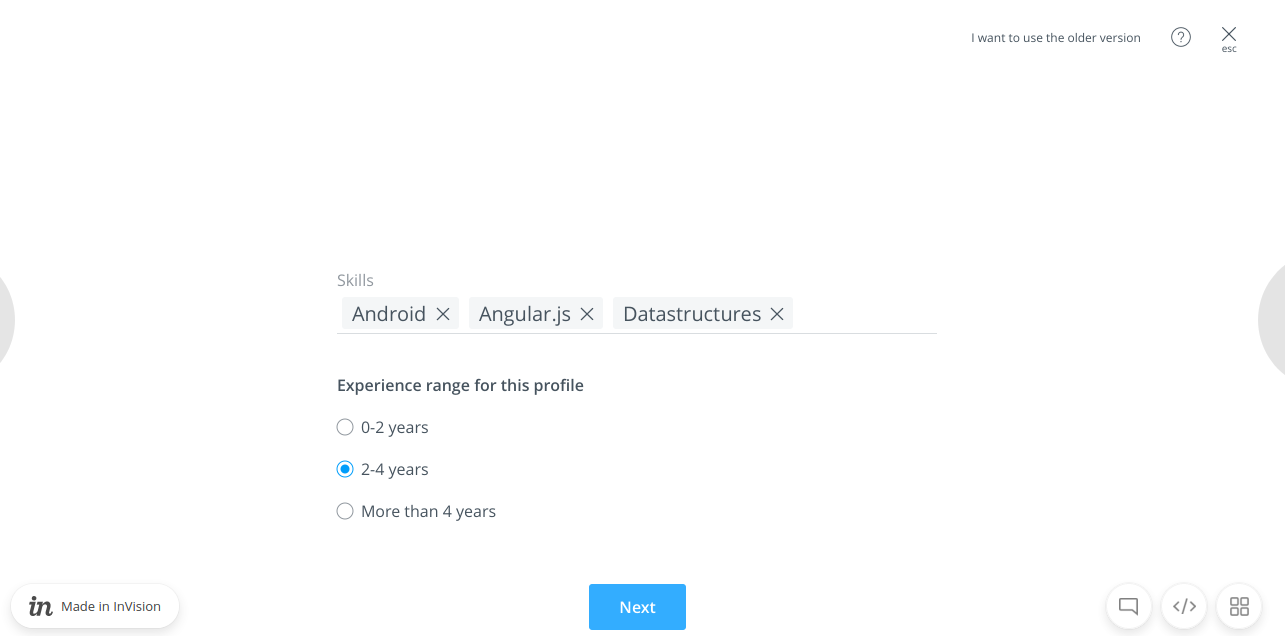 I want to use the older version
?
esc
Skills
Android
Angular.js
Datastructures
Experience range for this profile
0-2 years
2-4 years
More than 4 years
Next
in Made in InVision
</>